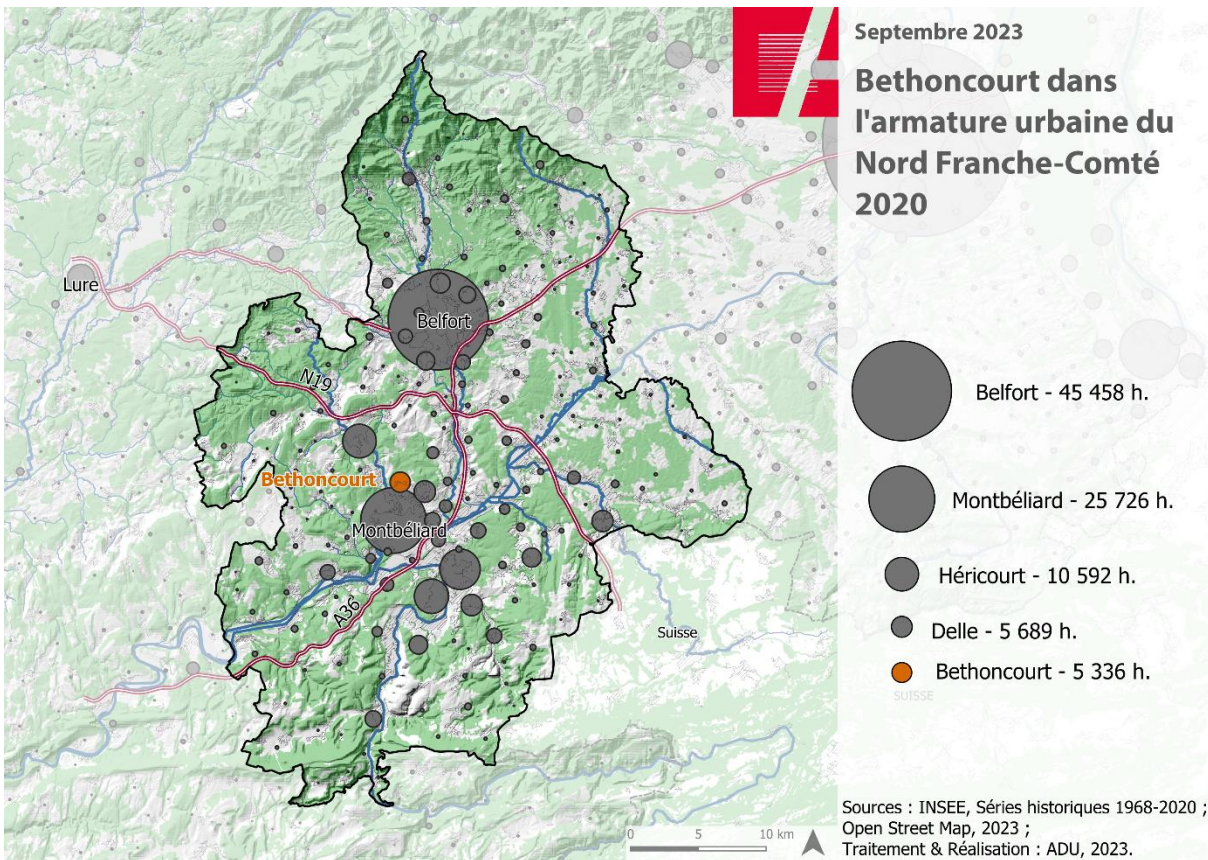 Septembre 2023
Bethoncourt dans
l'armature urbaine du
Nord Franche-Comté
2020
Lure
Belfort
N19
Bethoncourt
Montbéliard
A36
Suisse
Belfort - 45 458 h.
Montbéliard - 25 726 h.
Héricourt - 10 592 h.
Delle - 5 689 h.
Bethoncourt - 5 336 h.
SUISSE
0 5 10 km
Sources : INSEE, Séries historiques 1968-2020 ;
Open Street Map, 2023 ;
Traitement & Réalisation : ADU, 2023.